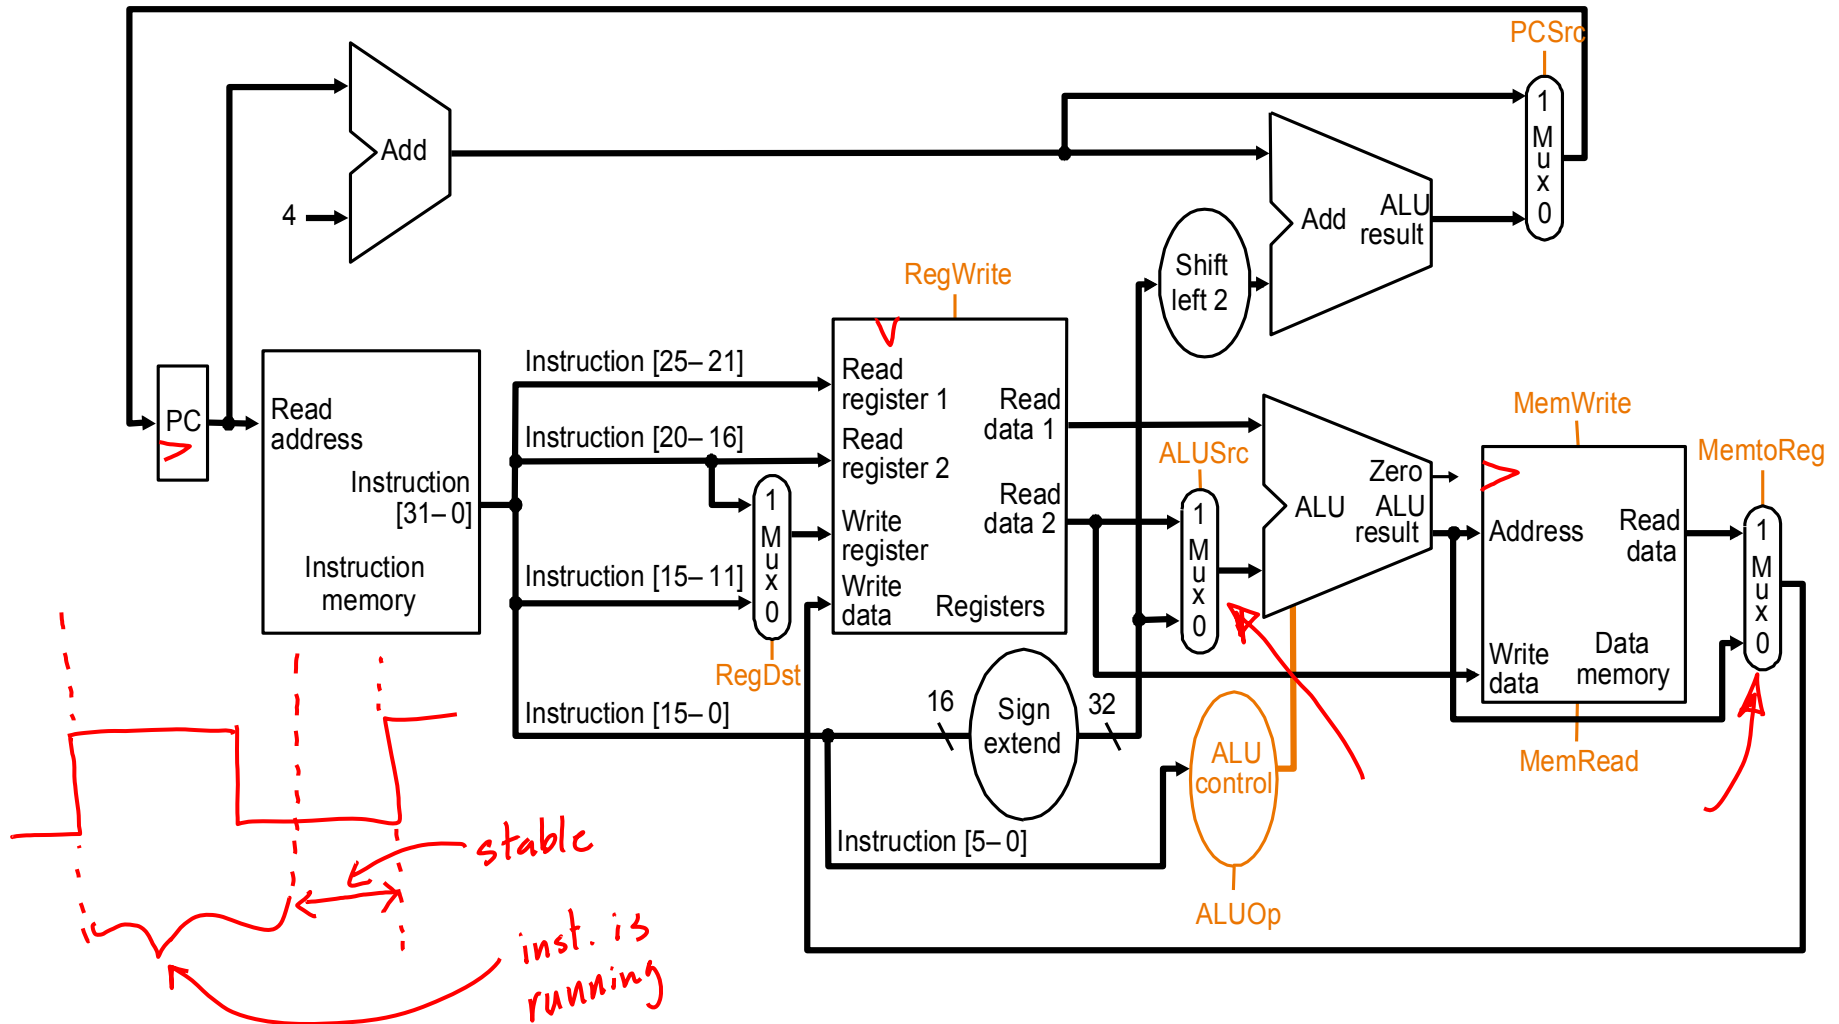 PCSrc
1
Mux
0
Add
4
Add
ALU
result
Shift
left 2
RegWrite
PC
Read
address
Instruction
[31–0]
Instruction
memory
Instruction [25–21]
Instruction [20–16]
Instruction [15–11]
Instruction [15–0]
Instruction [5–0]
1
Mux
0
RegDst
Read
register 1
Read
register 2
Write
register
Write
data
Read
data 1
Read
data 2
Registers
16
Sign
extend
32
ALUSrc
1
Mux
0
Zero
ALU
ALU
result
ALU
control
ALUOp
MemWrite
Address
Read
data
Write
data
Data
memory
MemRead
MemtoReg
1
Mux
0
stable
inst. is
running